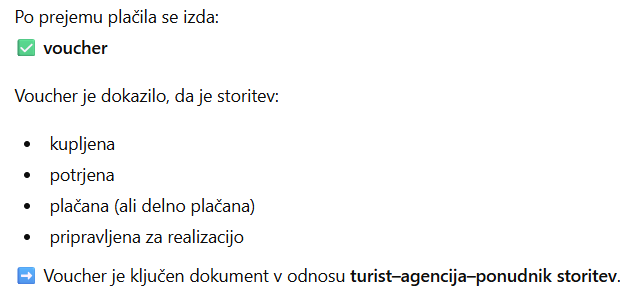 Po prejemu plačila se izda:
✅ voucher
Voucher je dokazilo, da je storitev:
• kupljena
• potrjena
• plačana (ali delno plačana)
• pripravljena za realizacijo
➡️ Voucher je ključen dokument v odnosu turist–agencija–ponudnik storitev.